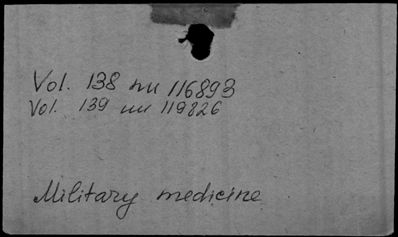 Vol. 138 nu 116893
Vol. 139 nu 119826
Military medicine